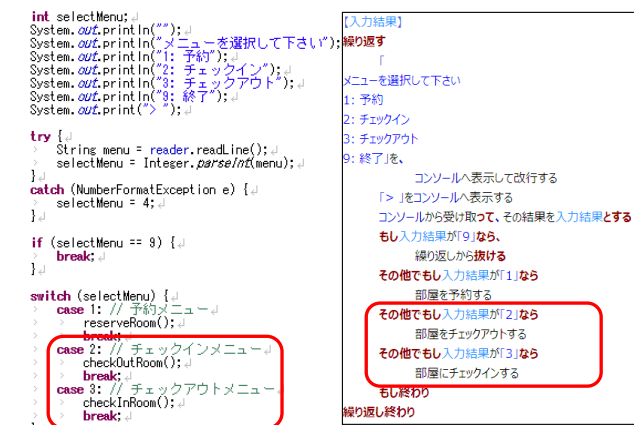 int selectMenu;
System.out.println("");
System.out.println("メニューを選択して下さい");
System.out.println("1: 予約");
System.out.println("2: チェックイン");
System.out.println("3: チェックアウト");
System.out.println("9: 終了");
System.out.print("> ");
try {
String menu = reader.readLine();
selectMenu = Integer.parseInt(menu);
}
catch (NumberFormatException e) {
selectMenu = 4;
}
if (selectMenu == 9) {
break;
}
switch (selectMenu) {
case 1: // 予約メニュー
reserveRoom();
break;
case 2: // チェックインメニュー
checkOutRoom();
break;
case 3: // チェックアウトメニュー
checkInRoom();
break;
【入力結果】
繰り返す
「
メニューを選択して下さい
1: 予約
2: チェックイン
3: チェックアウト
9: 終了」を、
コンソールへ表示して改行する
「> 」をコンソールへ表示する
コンソールから受け取って、その結果を入力結果とする
もし入力結果が「9」なら、
繰り返しから抜ける
その他でもし入力結果が「1」なら
部屋を予約する
その他でもし入力結果が「2」なら
部屋をチェックアウトする
その他でもし入力結果が「3」なら
部屋にチェックインする
もし終わり
繰り返し終わり